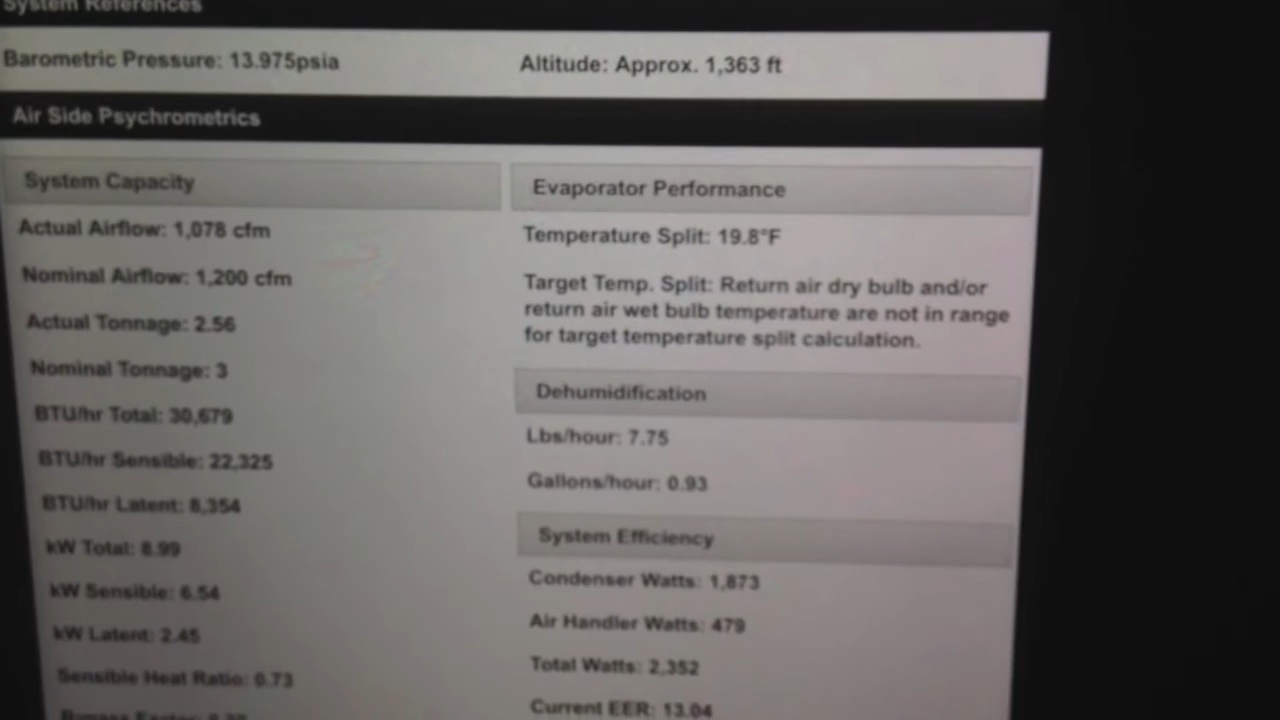 System References
Barometric Pressure: 13.975psia
Altitude: Approx. 1,363 ft
Air Side Psychrometrics
System Capacity
Actual Airflow: 1,078 cfm
Nominal Airflow: 1,200 cfm
Actual Tonnage: 2.56
Nominal Tonnage: 3
BTU/hr Total: 30,679
BTU/hr Sensible: 22,325
BTU/hr Latent: 8,354
kW Total: 8.99
kW Sensible: 6.54
kW Latent: 2.45
Sensible Heat Ratio: 0.73
Bypass Factor:
Evaporator Performance
Temperature Split: 19.8°F
Target Temp. Split: Return air dry bulb and/or
return air wet bulb temperature are not in range
for target temperature split calculation.
Dehumidification
Lbs/hour: 7.75
Gallons/hour: 0.93
System Efficiency
Condenser Watts: 1,873
Air Handler Watts: 479
Total Watts: 2,352
Current EER: 13.04